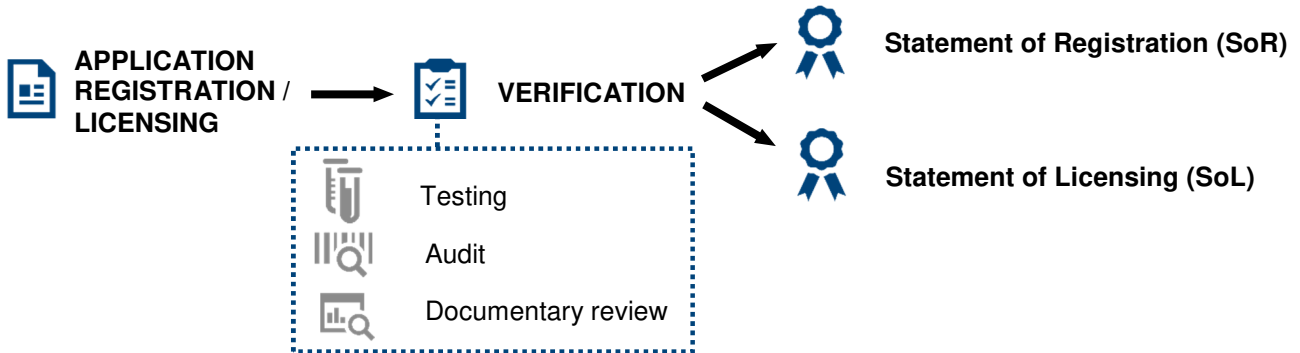 APPLICATION
REGISTRATION /
LICENSING
VERIFICATION
Testing
Audit
Documentary review
Statement of Registration (SoR)
Statement of Licensing (SoL)